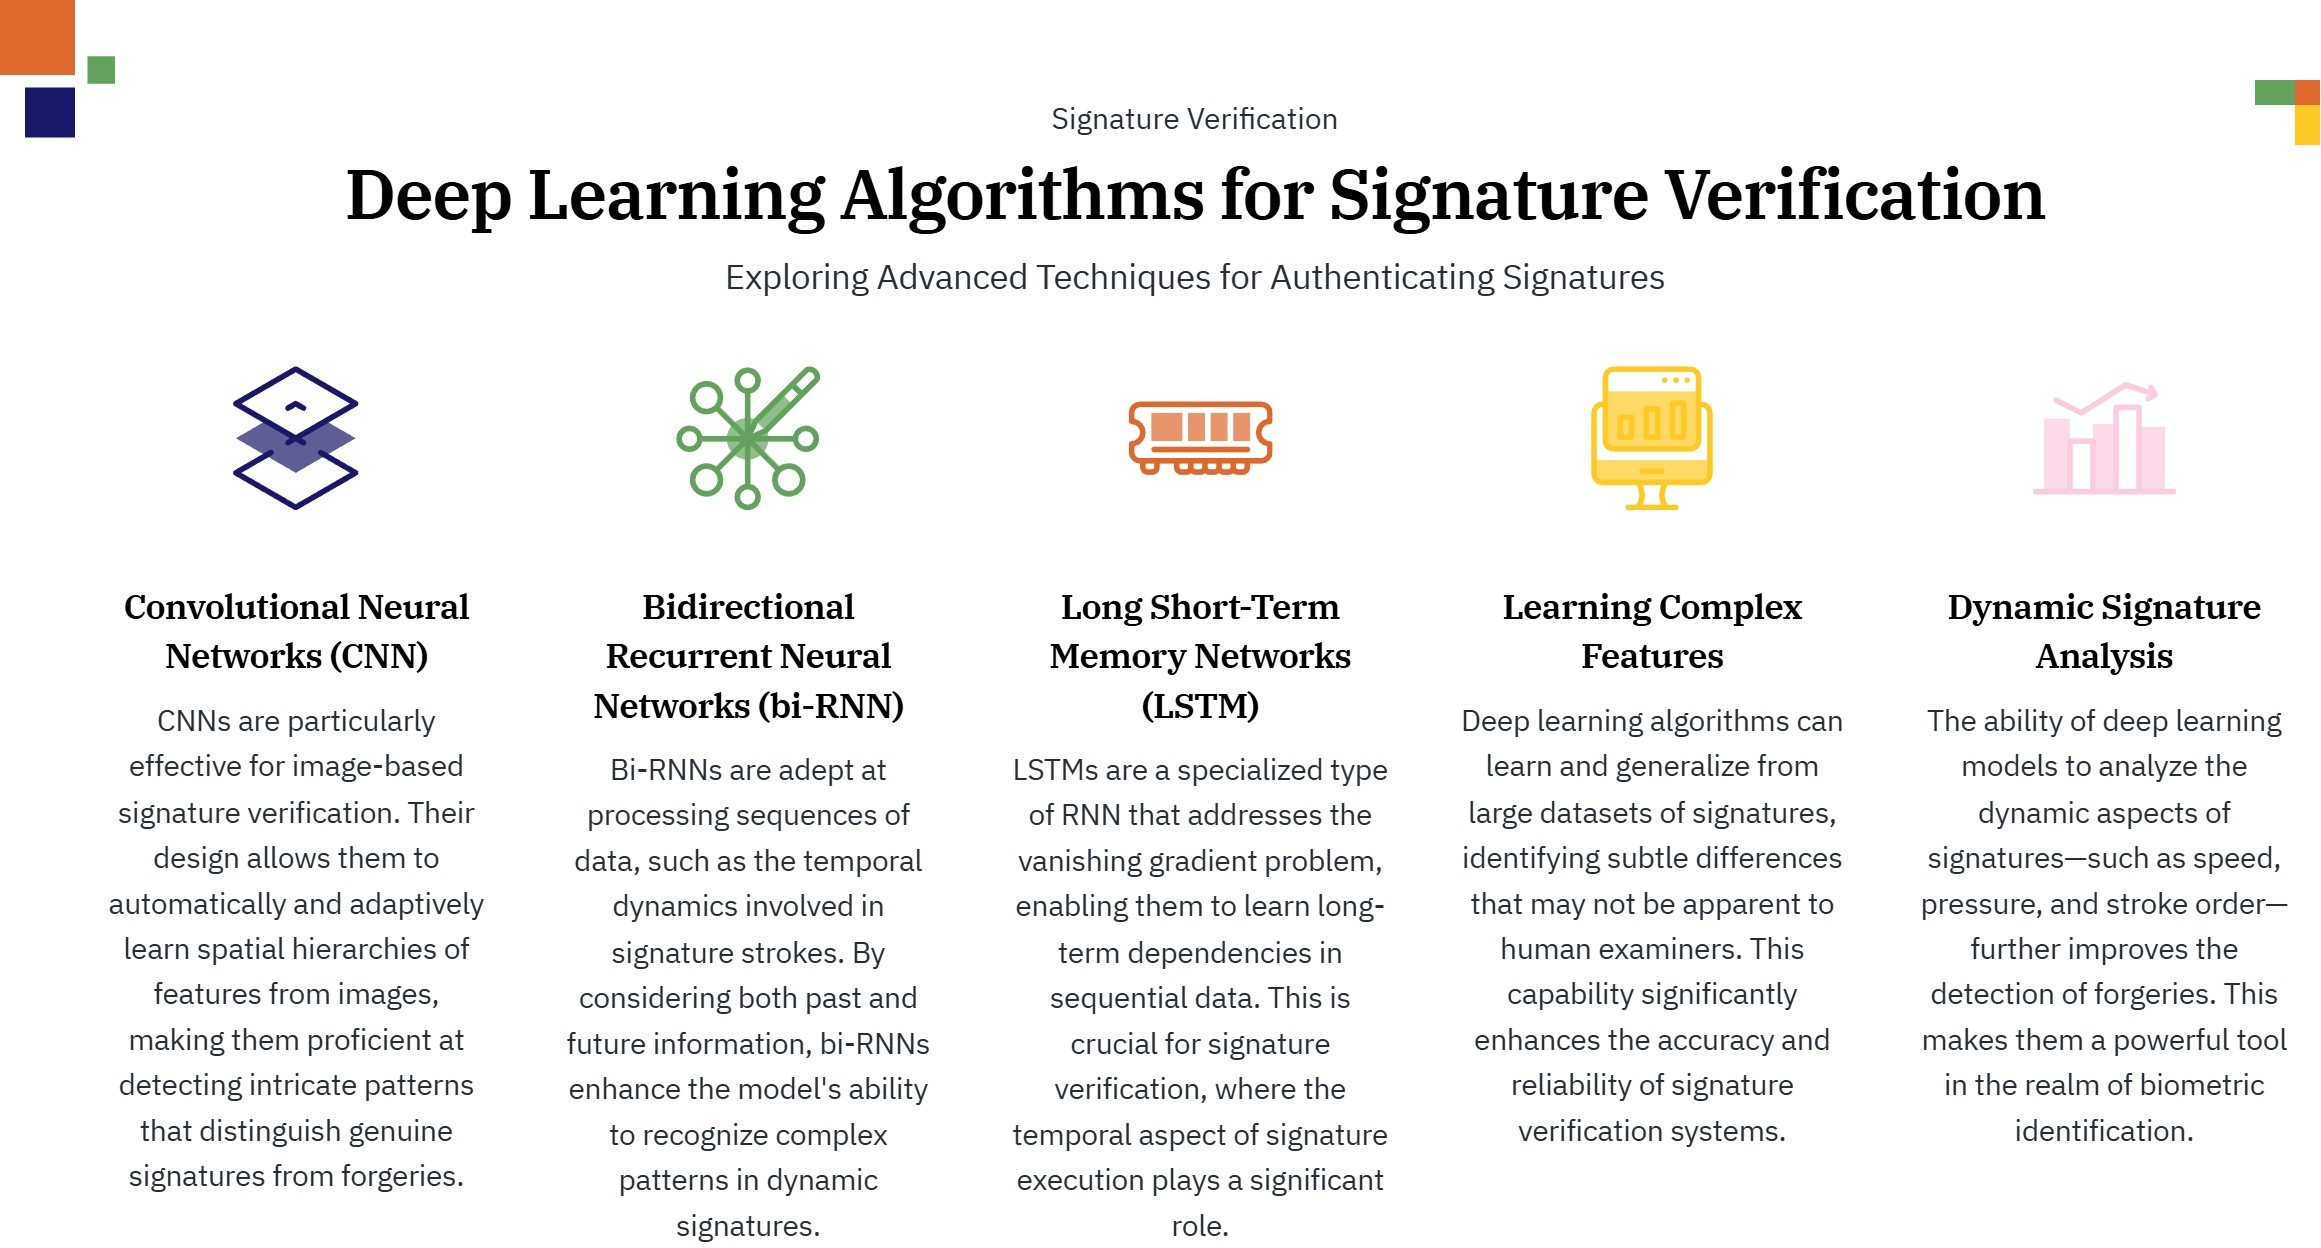 Signature Verification
Deep Learning Algorithms for Signature Verification
Exploring Advanced Techniques for Authenticating Signatures
Convolutional Neural
Networks (CNN)
CNNs are particularly
effective for image-based
signature verification. Their
design allows them to
automatically and adaptively
learn spatial hierarchies of
features from images,
making them proficient at
detecting intricate patterns
that distinguish genuine
signatures from forgeries.
Bidirectional
Recurrent Neural
Networks (bi-RNN)
Bi-RNNs are adept at
processing sequences of
data, such as the temporal
dynamics involved in
signature strokes. By
considering both past and
future information, bi-RNNs
enhance the model's ability
to recognize complex
patterns in dynamic
signatures.
Long Short-Term
Memory Networks
(LSTM)
LSTMs are a specialized type
of RNN that addresses the
vanishing gradient problem,
enabling them to learn long-
term dependencies in
sequential data. This is
crucial for signature
verification, where the
temporal aspect of signature
execution plays a significant
role.
Learning Complex
Features
Deep learning algorithms can
learn and generalize from
large datasets of signatures,
identifying subtle differences
that may not be apparent to
human examiners. This
capability significantly
enhances the accuracy and
reliability of signature
verification systems.
Dynamic Signature
Analysis
The ability of deep learning
models to analyze the
dynamic aspects of
signatures—such as speed,
pressure, and stroke order—
further improves the
detection of forgeries. This
makes them a powerful tool
in the realm of biometric
identification.